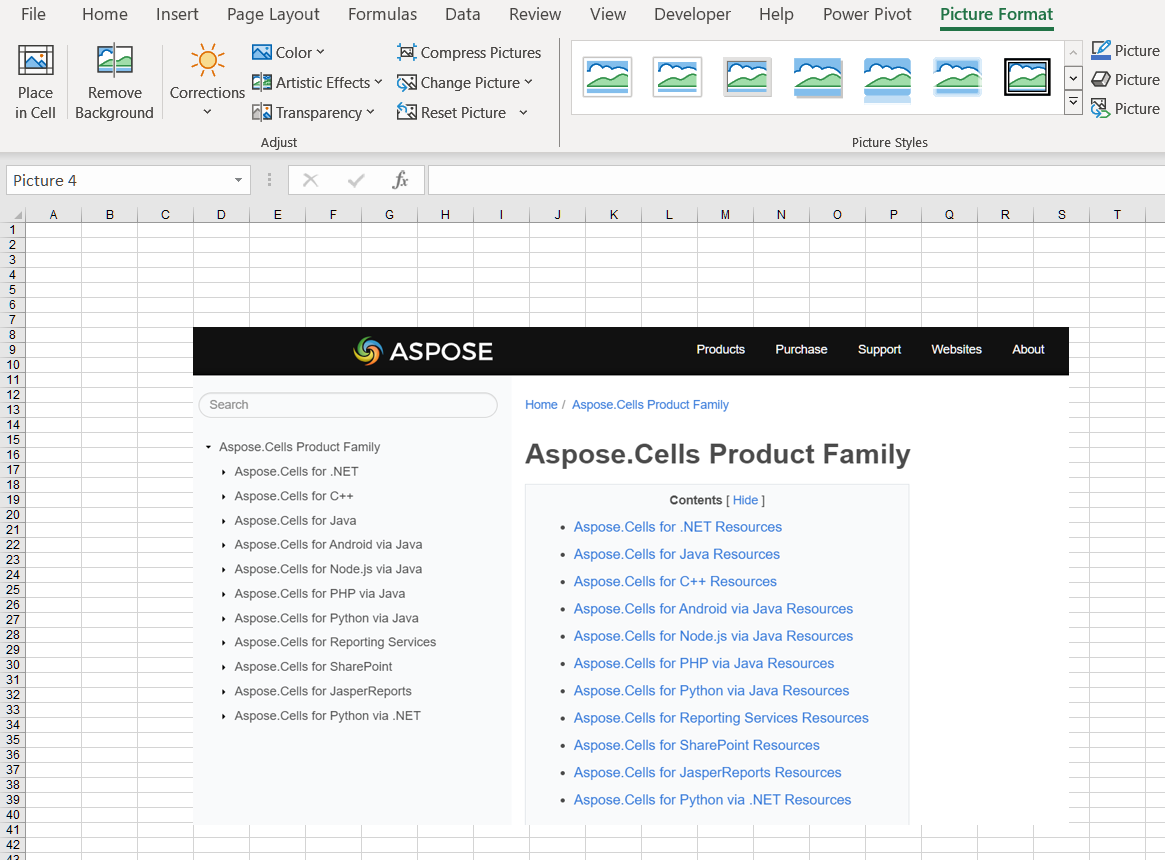 File Home Insert Page Layout Formulas Data Review View Developer Help Power Pivot Picture Format
Place in Cell
Remove Background
Corrections
Color
Artistic Effects
Transparency
Compress Pictures
Change Picture
Reset Picture
Picture
Picture
Picture
Adjust
Picture Styles
Picture 4
fx
A B C D E F G H I J K L M N O P Q R S T
1
2
3
4
5
6
7
8
9
10
11
12
13
14
15
16
17
18
19
20
21
22
23
24
25
26
27
28
29
30
31
32
33
34
35
36
37
38
39
40
41
42
43
ASPOSE
Products Purchase Support Websites About
Search
Aspose.Cells Product Family
Aspose.Cells for .NET
Aspose.Cells for C++
Aspose.Cells for Java
Aspose.Cells for Android via Java
Aspose.Cells for Node.js via Java
Aspose.Cells for PHP via Java
Aspose.Cells for Python via Java
Aspose.Cells for Reporting Services
Aspose.Cells for SharePoint
Aspose.Cells for JasperReports
Aspose.Cells for Python via .NET
Home / Aspose.Cells Product Family
Aspose.Cells Product Family
Contents [ Hide ]
Aspose.Cells for .NET Resources
Aspose.Cells for Java Resources
Aspose.Cells for C++ Resources
Aspose.Cells for Android via Java Resources
Aspose.Cells for Node.js via Java Resources
Aspose.Cells for PHP via Java Resources
Aspose.Cells for Python via Java Resources
Aspose.Cells for Reporting Services Resources
Aspose.Cells for SharePoint Resources
Aspose.Cells for JasperReports Resources
Aspose.Cells for Python via .NET Resources